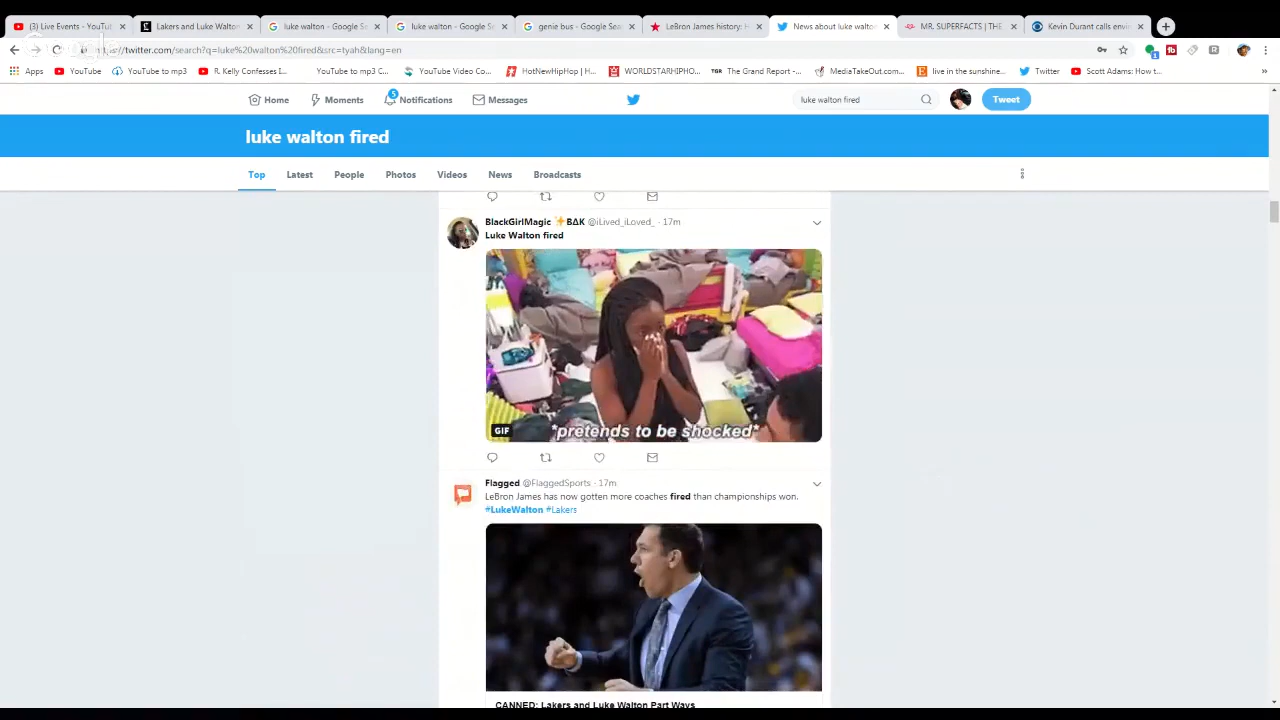 (3) Live Events - YouTu
Lakers and Luke Walton
luke walton - Google Se
luke walton - Google Se
genie bus - Google Sea
LeBron James history: H
News about luke walto
MR. SUPERFACTS | THE
Kevin Durant calls envi
s://twitter.com/search?q=luke%20walton%20fired&src=tyah&lang=en
Apps YouTube YouTube to mp3 R. Kelly Confesses I... YouTube to mp3 C... YouTube Video Co... HotNewHipHop | H... WORLDSTARHIPHO... TGR The Grand Report -... MediaTakeOut.com... live in the sunshine... Twitter Scott Adams: How t... »
Home Moments 5 Notifications Messages luke walton fired Tweet
luke walton fired
Top Latest People Photos Videos News Broadcasts
BlackGirlMagic ✨BΔK @iLived_iLoved_ · 17m
Luke Walton fired
GIF *pretends to be shocked*
Flagged @FlaggedSports · 17m
LeBron James has now gotten more coaches fired than championships won.
#LukeWalton #Lakers
CANNED: Lakers and Luke Walton Part Ways